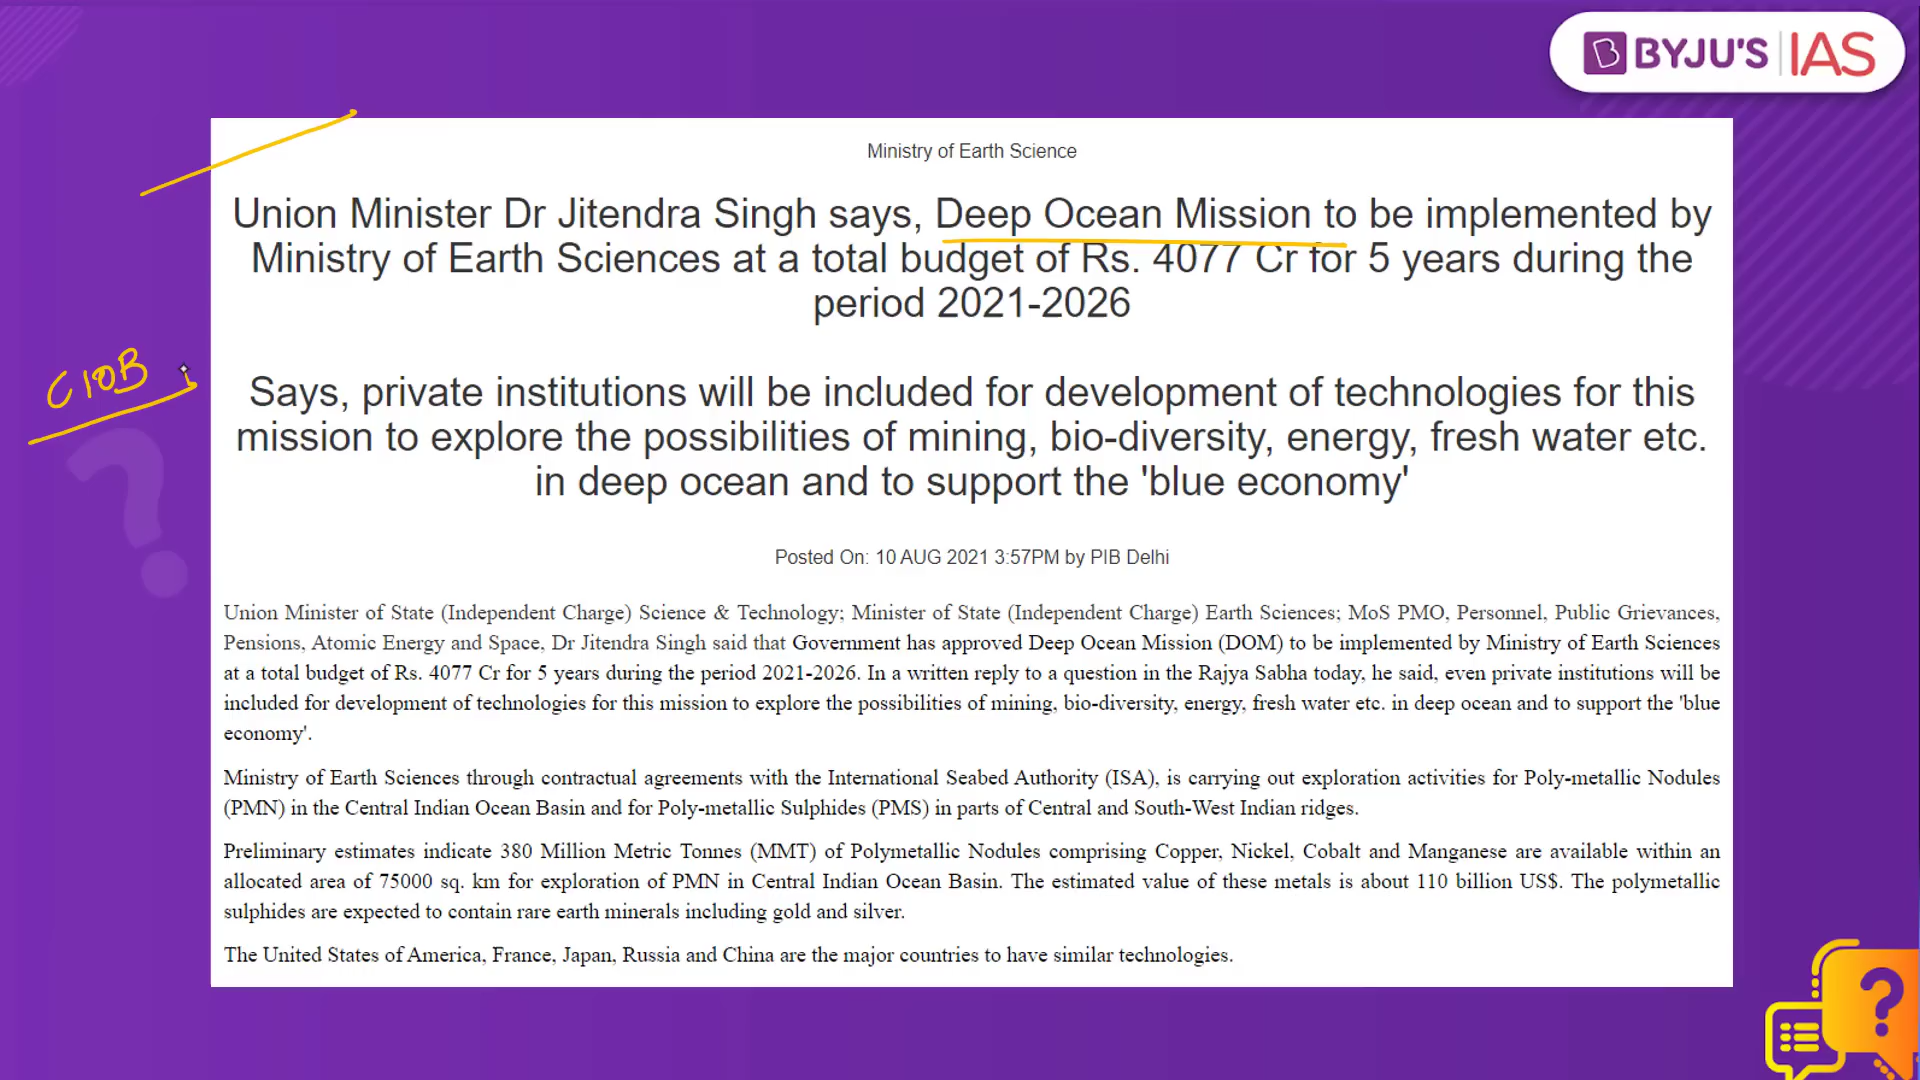 BYJU'S IAS
Ministry of Earth Science
Union Minister Dr Jitendra Singh says, Deep Ocean Mission to be implemented by
Ministry of Earth Sciences at a total budget of Rs. 4077 Cr for 5 years during the
period 2021-2026
CIOB
Says, private institutions will be included for development of technologies for this
mission to explore the possibilities of mining, bio-diversity, energy, fresh water etc.
in deep ocean and to support the 'blue economy'
Posted On: 10 AUG 2021 3:57PM by PIB Delhi
Union Minister of State (Independent Charge) Science & Technology; Minister of State (Independent Charge) Earth Sciences; MoS PMO, Personnel, Public Grievances,
Pensions, Atomic Energy and Space, Dr Jitendra Singh said that Government has approved Deep Ocean Mission (DOM) to be implemented by Ministry of Earth Sciences
at a total budget of Rs. 4077 Cr for 5 years during the period 2021-2026. In a written reply to a question in the Rajya Sabha today, he said, even private institutions will be
included for development of technologies for this mission to explore the possibilities of mining, bio-diversity, energy, fresh water etc. in deep ocean and to support the 'blue
economy'.
Ministry of Earth Sciences through contractual agreements with the International Seabed Authority (ISA), is carrying out exploration activities for Poly-metallic Nodules
(PMN) in the Central Indian Ocean Basin and for Poly-metallic Sulphides (PMS) in parts of Central and South-West Indian ridges.
Preliminary estimates indicate 380 Million Metric Tonnes (MMT) of Polymetallic Nodules comprising Copper, Nickel, Cobalt and Manganese are available within an
allocated area of 75000 sq. km for exploration of PMN in Central Indian Ocean Basin. The estimated value of these metals is about 110 billion US$. The polymetallic
sulphides are expected to contain rare earth minerals including gold and silver.
The United States of America, France, Japan, Russia and China are the major countries to have similar technologies.